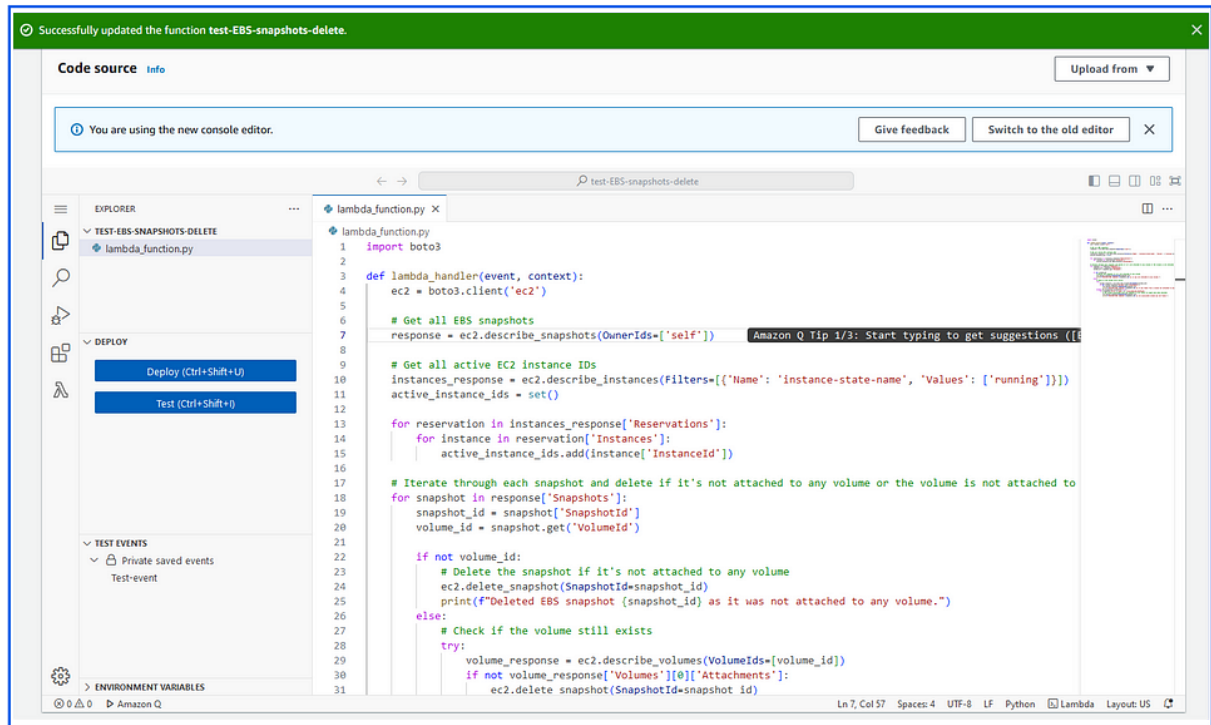 Successfully updated the function test-EBS-snapshots-delete.
Code source Info
Upload from
You are using the new console editor.
Give feedback
Switch to the old editor
test-EBS-snapshots-delete
EXPLORER
TEST-EBS-SNAPSHOTS-DELETE
lambda_function.py
DEPLOY
Deploy (Ctrl+Shift+U)
Test (Ctrl+Shift+I)
TEST EVENTS
Private saved events
Test-event
ENVIRONMENT VARIABLES
lambda_function.py
lambda_function.py
1 import boto3
2
3 def lambda_handler(event, context):
4     ec2 = boto3.client('ec2')
5
6     # Get all EBS snapshots
7     response = ec2.describe_snapshots(OwnerIds=['self']) Amazon Q Tip 1/3: Start typing to get suggestions ([E
8
9     # Get all active EC2 instance IDs
10     instances_response = ec2.describe_instances(Filters=[{'Name': 'instance-state-name', 'Values': ['running']}])
11     active_instance_ids = set()
12
13     for reservation in instances_response['Reservations']:
14         for instance in reservation['Instances']:
15             active_instance_ids.add(instance['InstanceId'])
16
17     # Iterate through each snapshot and delete if it's not attached to any volume or the volume is not attached to
18     for snapshot in response['Snapshots']:
19         snapshot_id = snapshot['SnapshotId']
20         volume_id = snapshot.get('VolumeId')
21
22         if not volume_id:
23             # Delete the snapshot if it's not attached to any volume
24             ec2.delete_snapshot(SnapshotId=snapshot_id)
25             print(f"Deleted EBS snapshot {snapshot_id} as it was not attached to any volume.")
26         else:
27             # Check if the volume still exists
28             try:
29                 volume_response = ec2.describe_volumes(VolumeIds=[volume_id])
30                 if not volume_response['Volumes'][0]['Attachments']:
31                     ec2.delete_snapshot(SnapshotId=snapshot_id)
0 0 Amazon Q
Ln 7, Col 57 Spaces: 4 UTF-8 LF Python Lambda Layout: US